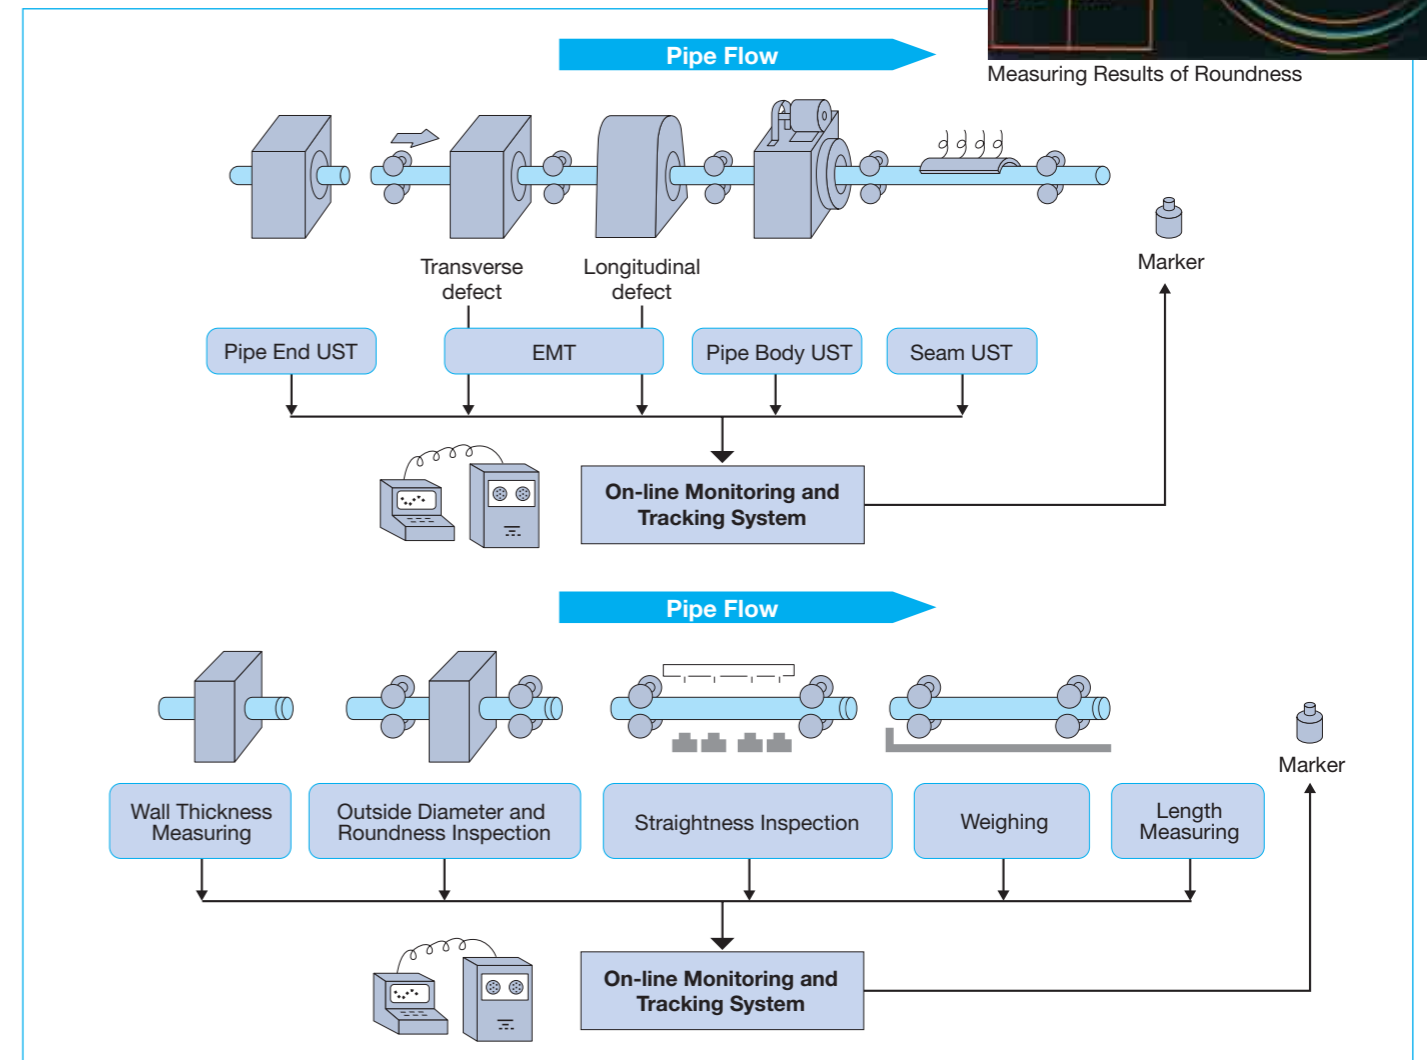 Pipe Flow
Measuring Results of Roundness
Transverse
defect
Longitudinal
defect
Marker
Pipe End UST
EMT
Pipe Body UST
Seam UST
On-line Monitoring and
Tracking System
Pipe Flow
Marker
Wall Thickness
Measuring
Outside Diameter and
Roundness Inspection
Straightness Inspection
Weighing
Length
Measuring
On-line Monitoring and
Tracking System